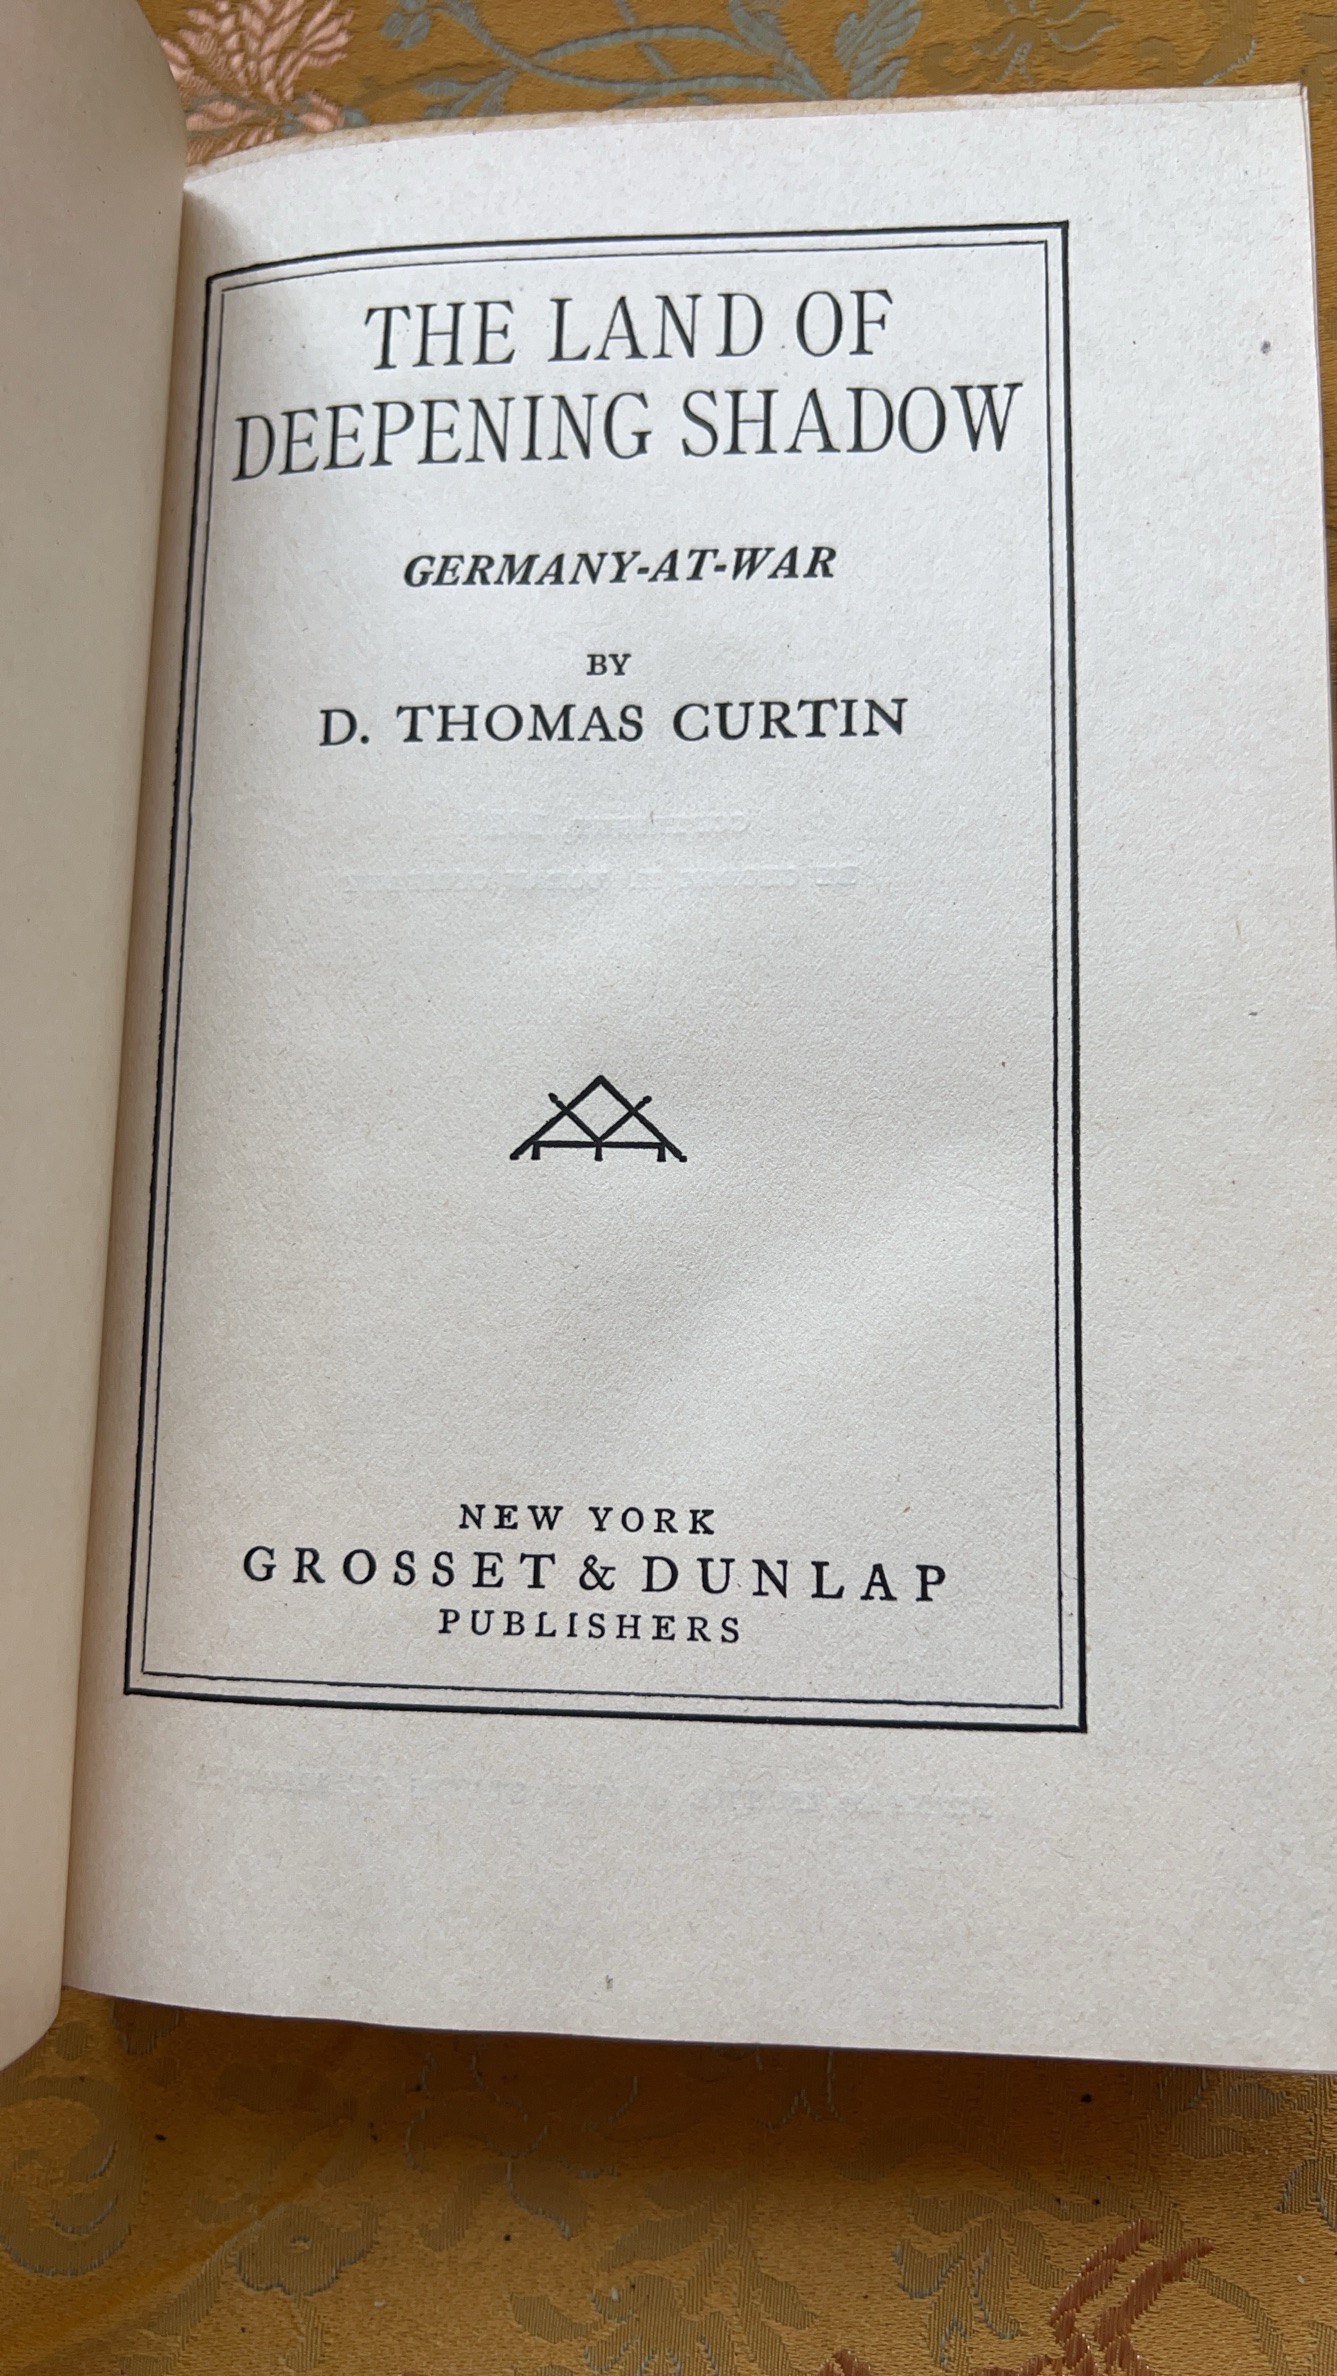 THE LAND OF
DEEPENING SHADOW
GERMANY-AT-WAR
BY
D. THOMAS CURTIN
NEW YORK
GROSSET & DUNLAP
PUBLISHERS